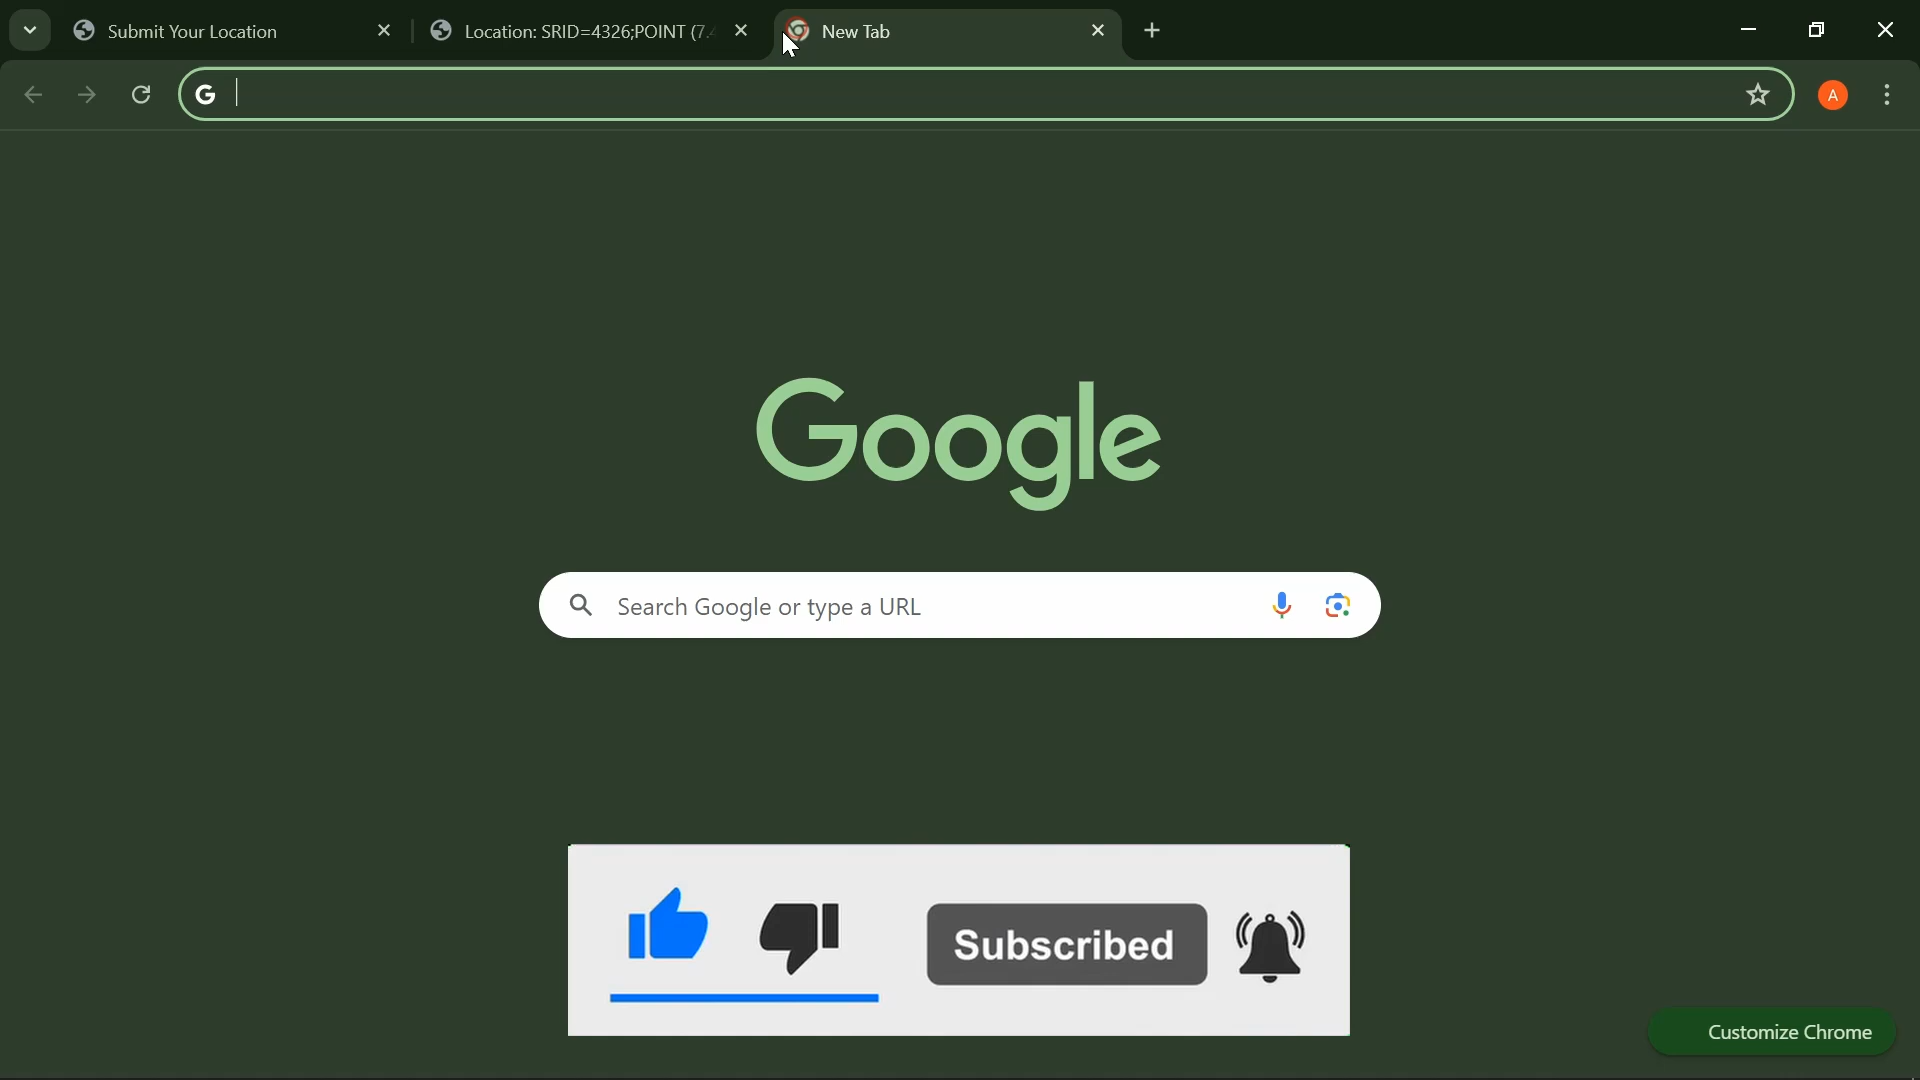 Submit Your Location
Location: SRID=4326;POINT (7.4
New Tab
A
Google
Search Google or type a URL
Subscribed
Customize Chrome